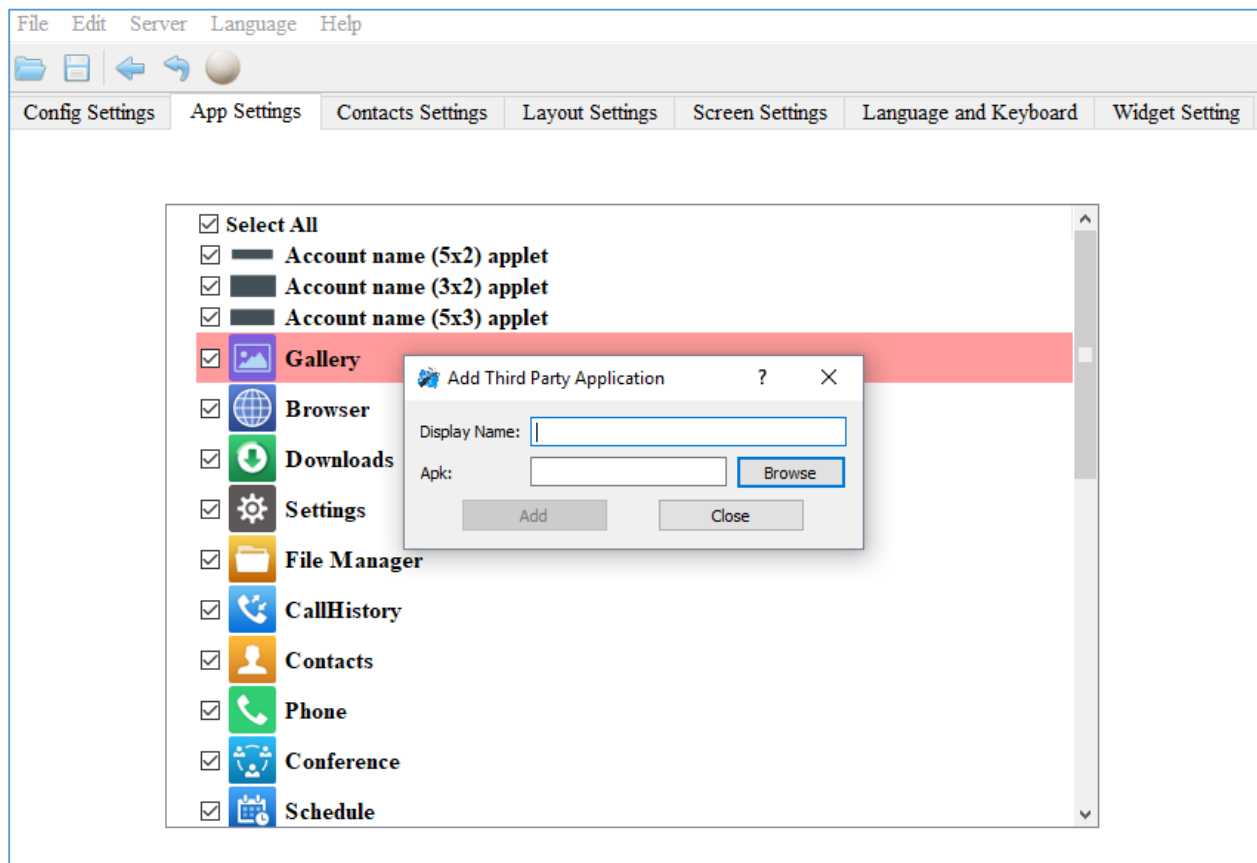 File Edit Server Language Help
Config Settings App Settings Contacts Settings Layout Settings Screen Settings Language and Keyboard Widget Setting
Select All
Account name (5x2) applet
Account name (3x2) applet
Account name (5x3) applet
Gallery
Add Third Party Application ?
Browser
Display Name:
Downloads
Apk: Browse
Settings
Add Close
File Manager
CallHistory
Contacts
Phone
Conference
Schedule